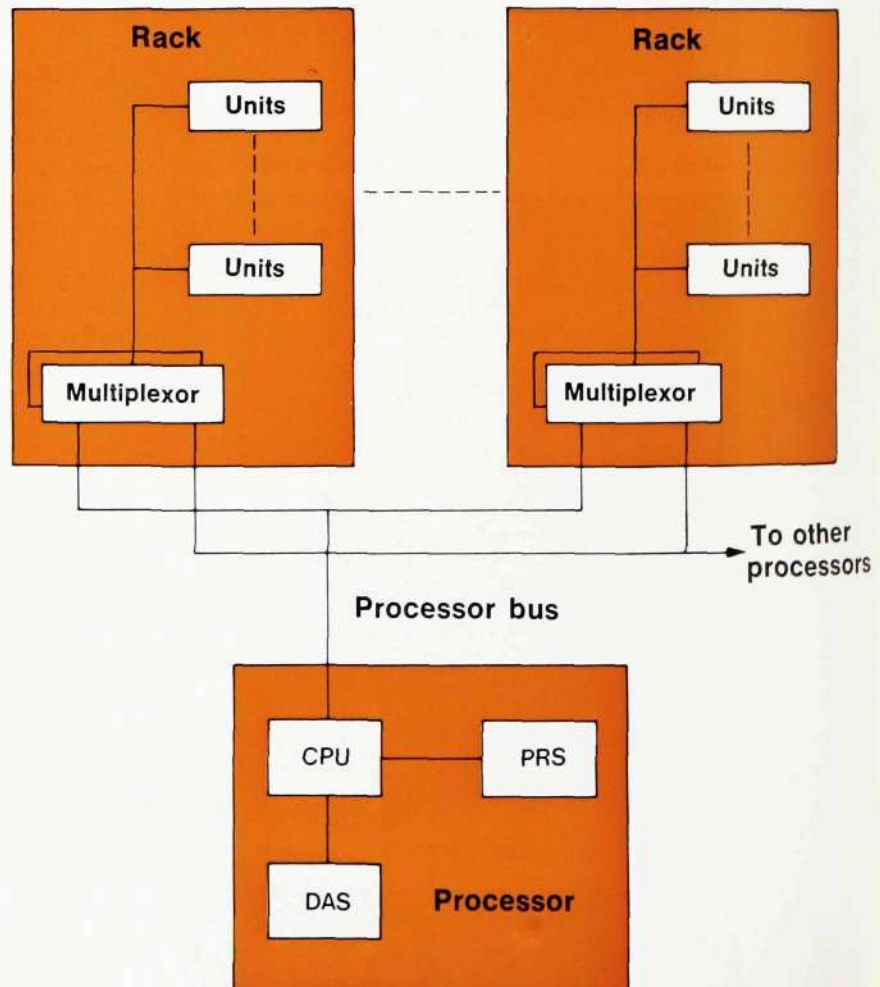 Rack
Rack
Units
Units
Units
Units
Multiplexor
Multiplexor
To other
processors
Processor bus
CPU
PRS
DAS
Processor